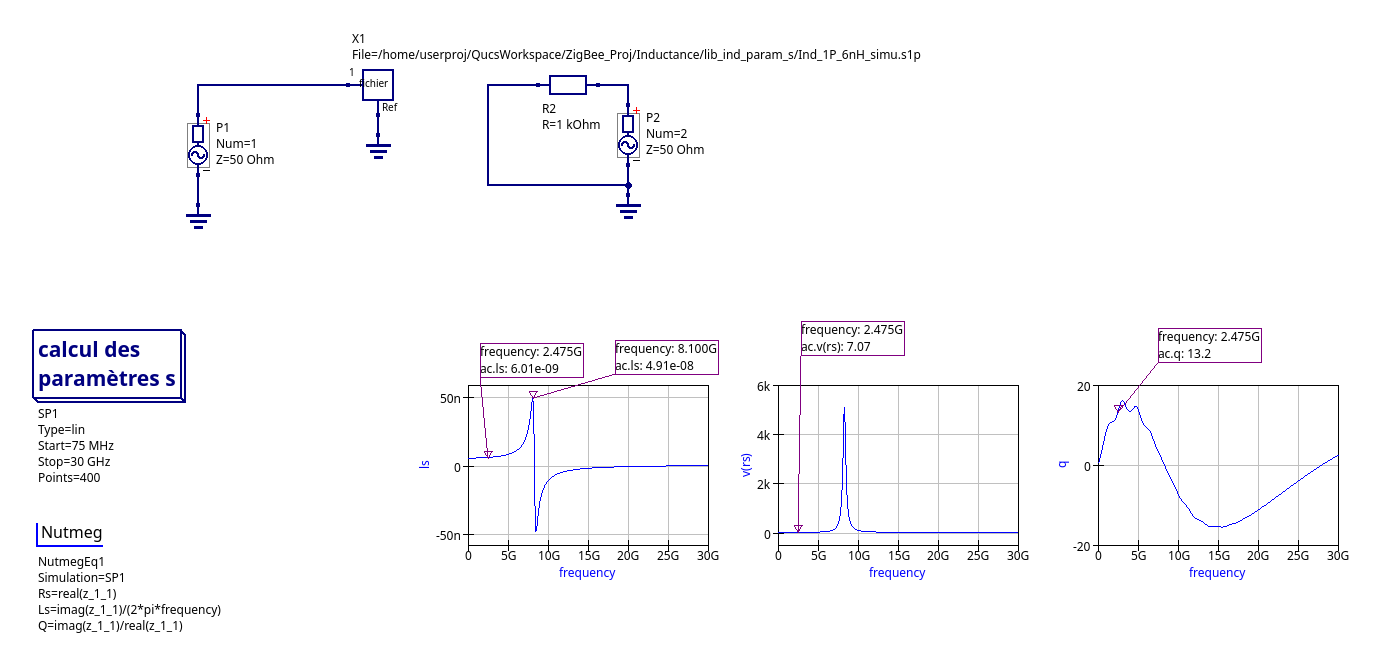 X1
File=/home/userproj/QucsWorkspace/ZigBee_Proj/Inductance/lib_ind_param_s/Ind_1P_6nH_simu.s1p
1
fichier
Ref
P1
Num=1
Z=50 Ohm
R2
R=1 kOhm
P2
Num=2
Z=50 Ohm
calcul des
paramètres s
SP1
Type=lin
Start=75 MHz
Stop=30 GHz
Points=400
Nutmeg
NutmegEq1
Simulation=SP1
Rs=real(z_1_1)
Ls=imag(z_1_1)/(2*pi*frequency)
Q=imag(z_1_1)/real(z_1_1)
frequency: 2.475G
ac.ls: 6.01e-09
frequency: 8.100G
ac.ls: 4.91e-08
50n
0
-50n
ls
0 5G 10G 15G 20G 25G 30G
frequency
frequency: 2.475G
ac.v(rs): 7.07
6k
4k
2k
0
v(rs)
0 5G 10G 15G 20G 25G 30G
frequency
frequency: 2.475G
ac.q: 13.2
20
0
-20
q
0 5G 10G 15G 20G 25G 30G
frequency